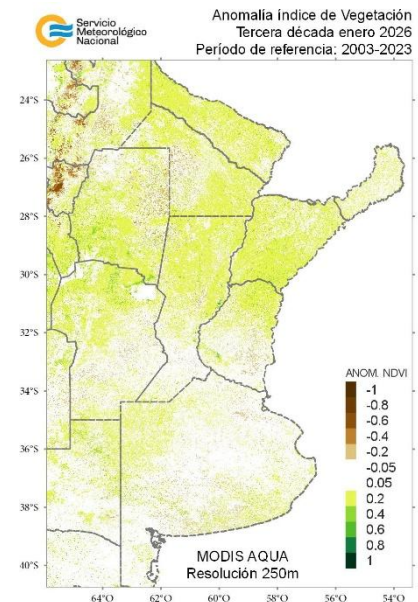 Servicio
Meteorológico
Nacional
Anomalía índice de Vegetación
Tercera década enero 2026
Período de referencia: 2003-2023
24°S
26°S
28°S
30°S
32°S
34°S
36°S
38°S
40°S
ANOM. NDVI
-1
-0.8
-0.6
-0.4
-0.2
-0.05
0.05
0.2
0.4
0.6
0.8
1
MODIS AQUA
Resolución 250m
64°O 62°O 60°O 58°O 56°O 54°O